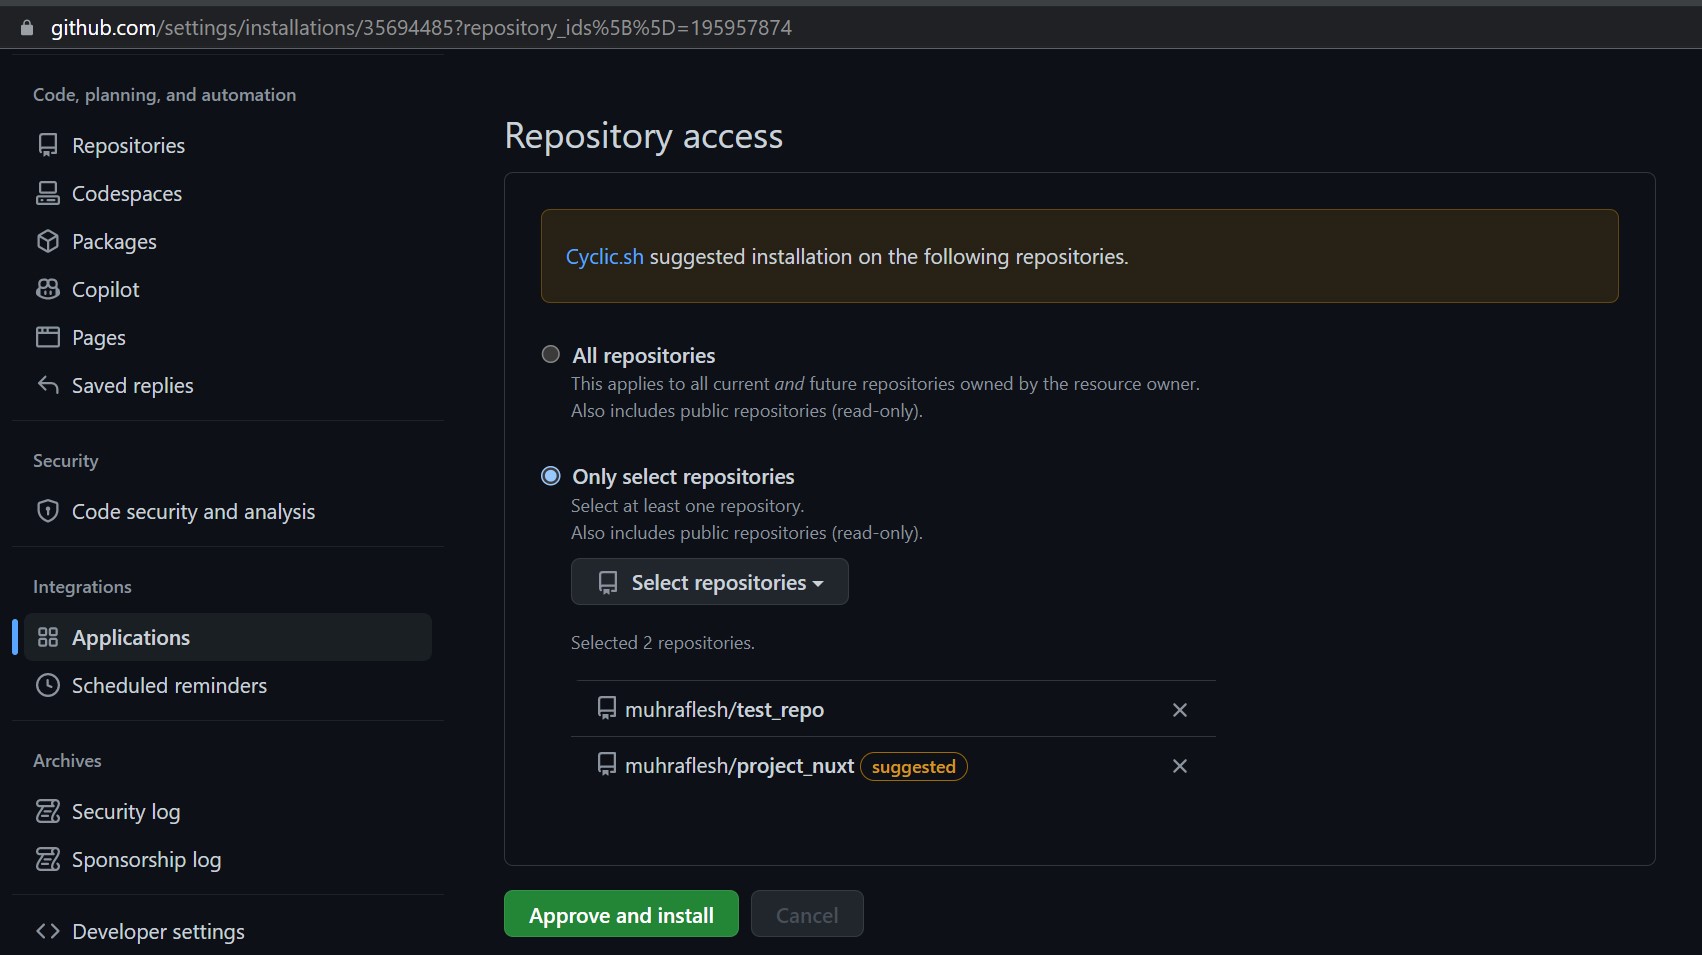 github.com/settings/installations/35694485?repository_ids%5B%5D=195957874
Code, planning, and automation
Repositories
Codespaces
Packages
Copilot
Pages
Saved replies
Security
Code security and analysis
Integrations
Applications
Scheduled reminders
Archives
Security log
Sponsorship log
Developer settings
Repository access
Cyclic.sh suggested installation on the following repositories.
All repositories
This applies to all current and future repositories owned by the resource owner.
Also includes public repositories (read-only).
Only select repositories
Select at least one repository.
Also includes public repositories (read-only).
Select repositories
Selected 2 repositories.
muhraflesh/test_repo
muhraflesh/project_nuxt suggested
Approve and install
Cancel